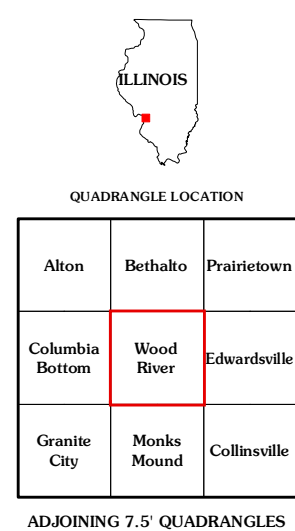 ILLINOIS
QUADRANGLE LOCATION
Alton
Bethalto
Prairietown
Columbia
Bottom
Wood
River
Edwardsville
Granite
City
Monks
Mound
Collinsville
ADJOINING 7.5' QUADRANGLES